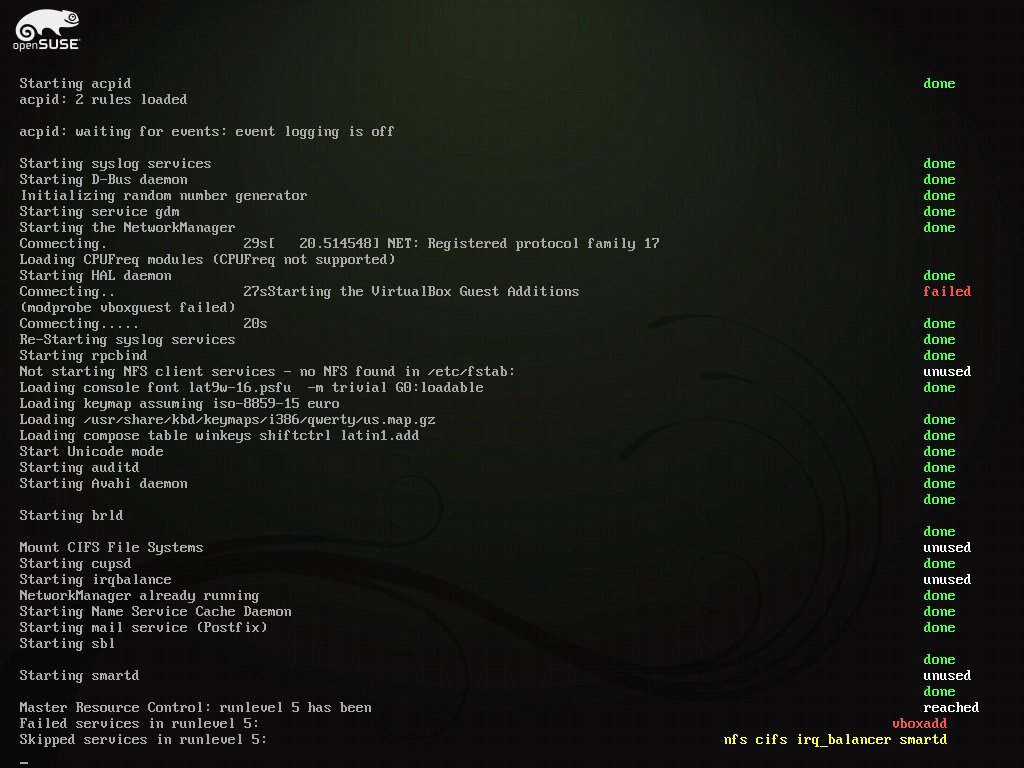 openSUSE
Starting acpid done
acpid: 2 rules loaded
acpid: waiting for events: event logging is off
Starting syslog services done
Starting D-Bus daemon done
Initializing random number generator done
Starting service gdm done
Starting the NetworkManager done
Connecting. 29s[ 20.514548] NET: Registered protocol family 17
Loading CPUFreq modules (CPUFreq not supported)
Starting HAL daemon done
Connecting.. 27sStarting the VirtualBox Guest Additions failed
(modprobe vboxguest failed)
Connecting..... 20s done
Re-Starting syslog services done
Starting rpcbind done
Not starting NFS client services - no NFS found in /etc/fstab: unused
Loading console font lat9w-16.psfu -m trivial G0:loadable done
Loading keymap assuming iso-8859-15 euro
Loading /usr/share/kbd/keymaps/i386/qwerty/us.map.gz done
Loading compose table winkeys shiftctrl latin1.add done
Start Unicode mode done
Starting auditd done
Starting Avahi daemon done
done
Starting brld
done
Mount CIFS File Systems unused
Starting cupsd done
Starting irqbalance unused
NetworkManager already running done
Starting Name Service Cache Daemon done
Starting mail service (Postfix) done
Starting sbl
done
Starting smartd unused
done
Master Resource Control: runlevel 5 has been reached
Failed services in runlevel 5: vboxadd
Skipped services in runlevel 5: nfs cifs irq_balancer smartd